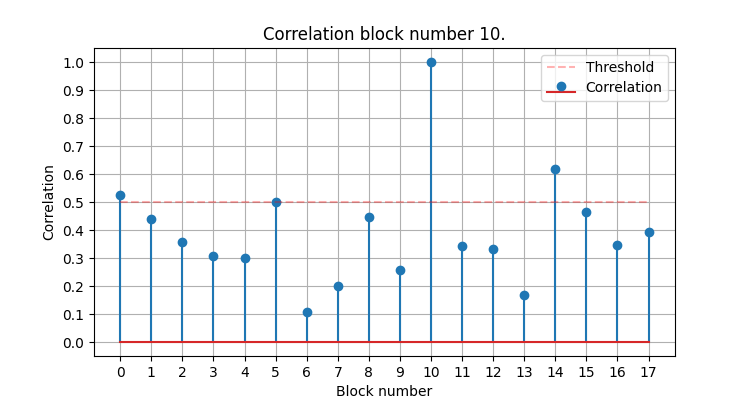 Correlation block number 10.
Threshold
Correlation
Correlation
1.0
0.9
0.8
0.7
0.6
0.5
0.4
0.3
0.2
0.1
0.0
0 1 2 3 4 5 6 7 8 9 10 11 12 13 14 15 16 17
Block number